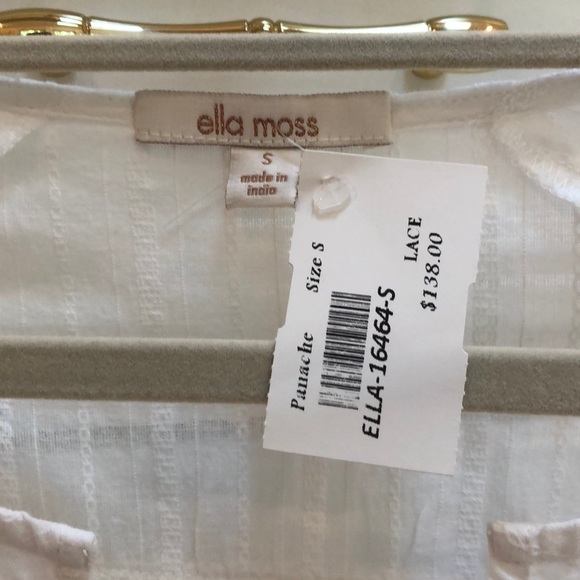 ella moss
S
made in
india
Panache Size S
ELLA-16464-S
LACE
$138.00